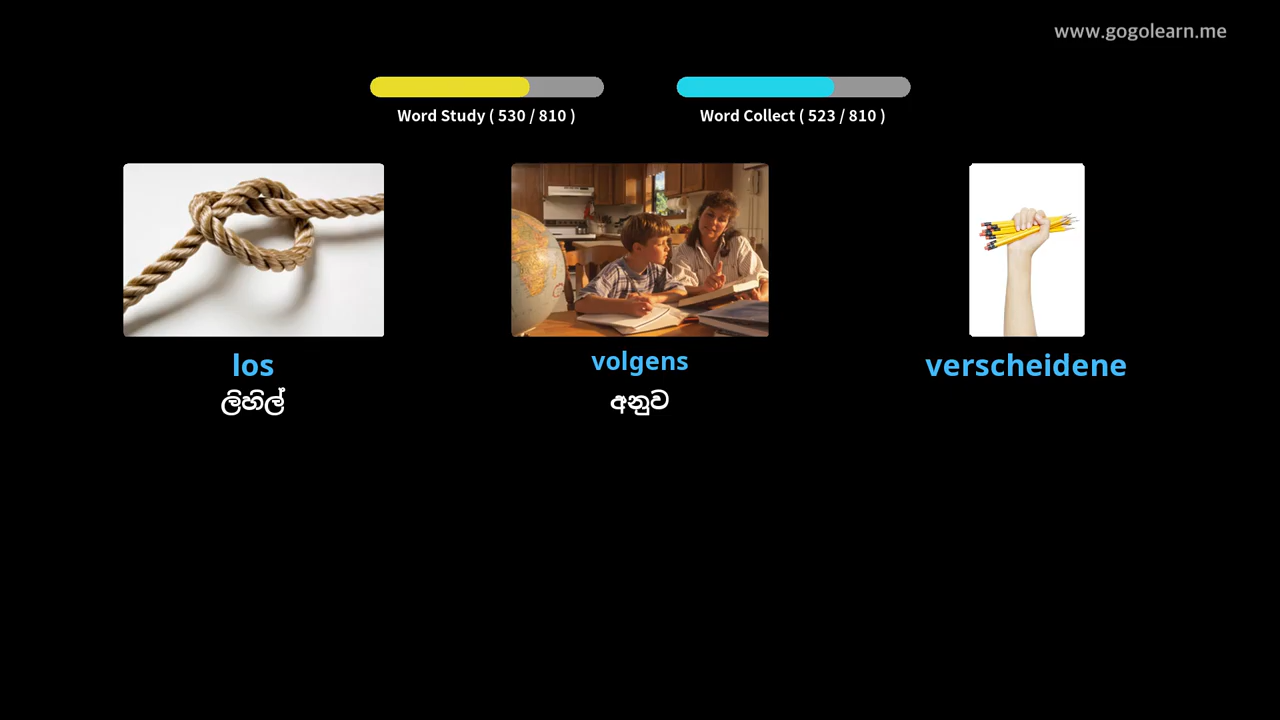 www.gogolearn.me
Word Study ( 530 / 810 )
Word Collect ( 523 / 810 )
los
volgens
verscheidene
ලිහිල්
අනුව